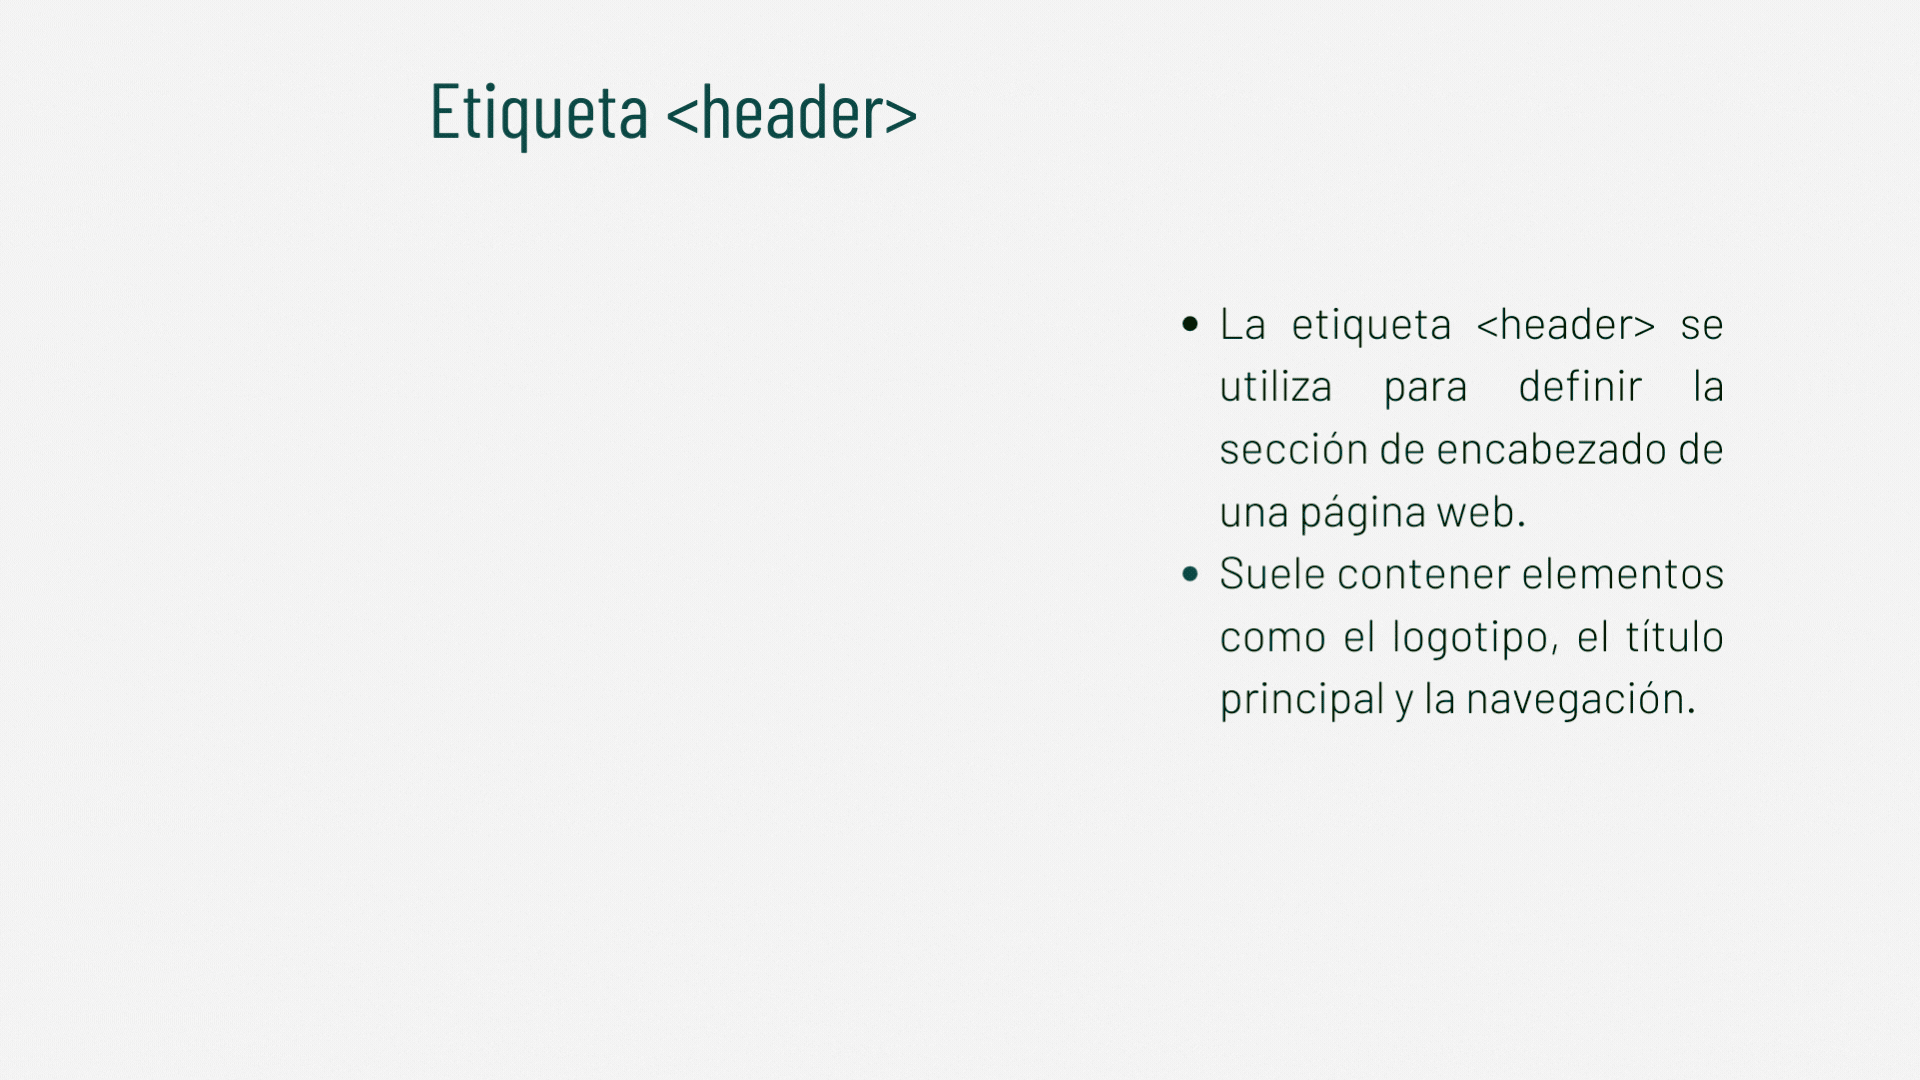 Etiqueta <header>
• La etiqueta <header> se
utiliza para definir la
sección de encabezado de
una página web.
• Suele contener elementos
como el logotipo, el título
principal y la navegación.